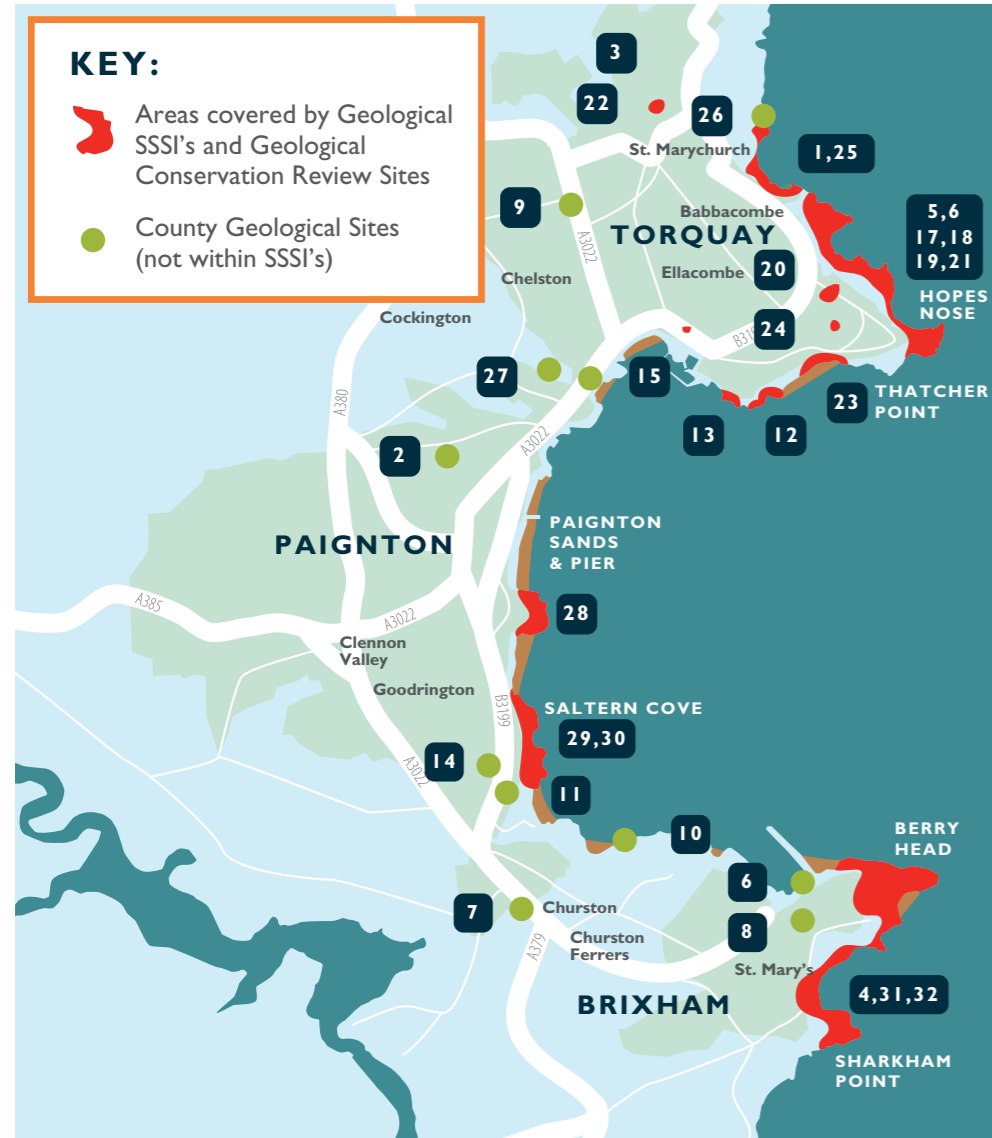 KEY:
Areas covered by Geological
SSSI's and Geological
Conservation Review Sites
County Geological Sites
(not within SSSI's)
3
22
26
St. Marychurch
1,25
9
A3022
Babbacombe
TORQUAY
5,6
17,18
19,21
Chelston
Ellacombe
20
HOPES
NOSE
Cockington
B319
24
27
15
A380
23
THATCHER
POINT
13
12
2
A3022
PAIGNTON
PAIGNTON
SANDS
& PIER
A385
A3022
28
Clennon
Valley
Goodrington
B3199
SALTERN COVE
29,30
14
A3022
11
10
BERRY
HEAD
6
7
Churston
8
A379
Churston
Ferrers
St. Mary's
BRIXHAM
4,31,32
SHARKHAM
POINT